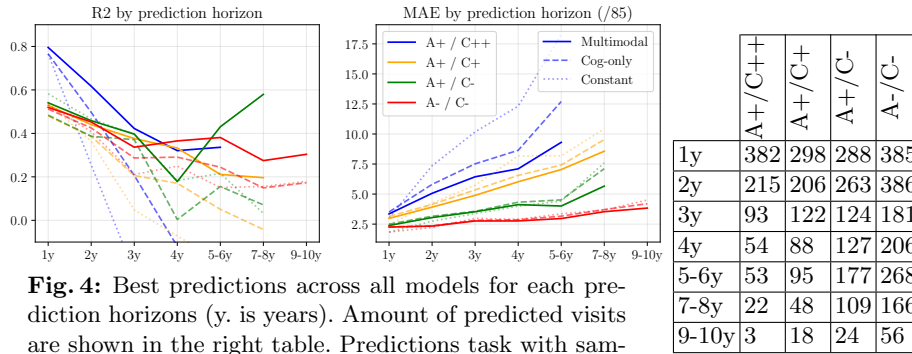 R2 by prediction horizon
0.8
0.6
0.4
0.2
0.0
1y 2y 3y 4y 5-6y 7-8y 9-10y
MAE by prediction horizon (/85)
17.5
15.0
12.5
10.0
7.5
5.0
2.5
A+ / C++
A+ / C+
A+ / C-
A- / C-
Multimodal
Cog-only
Constant
1y 2y 3y 4y 5-6y 7-8y 9-10y
Fig. 4: Best predictions across all models for each pre-
diction horizons (y. is years). Amount of predicted visits
are shown in the right table. Predictions task with sam-
A+/C++ A+/C+ A+/C- A-/C-
1y 382 298 288 385
2y 215 206 263 386
3y 93 122 124 181
4y 54 88 127 206
5-6y 53 95 177 268
7-8y 22 48 109 166
9-10y 3 18 24 56